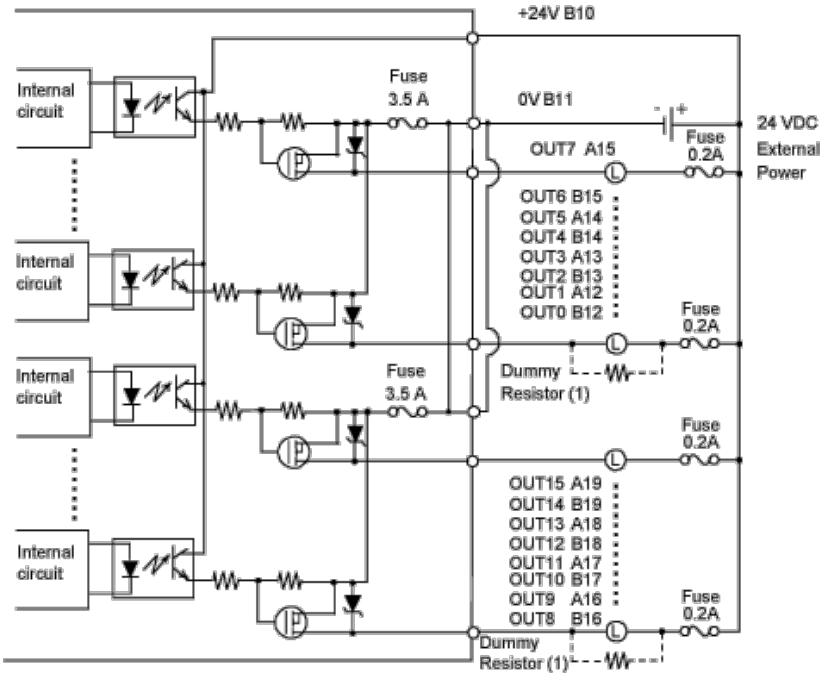 +24V B10
Internal
circuit
Fuse
3.5 A
0V B11
- +
24 VDC
External
Power
Fuse
0.2A
OUT7 A15
L
OUT6 B15
OUT5 A14
OUT4 B14
OUT3 A13
OUT2 B13
OUT1 A12
OUT0 B12
Internal
circuit
Fuse
0.2A
L
Dummy
Resistor (1)
Internal
circuit
Fuse
3.5 A
Fuse
0.2A
L
OUT15 A19
OUT14 B19
OUT13 A18
OUT12 B18
OUT11 A17
OUT10 B17
OUT9 A16
OUT8 B16
Internal
circuit
Fuse
0.2A
L
Dummy
Resistor (1)